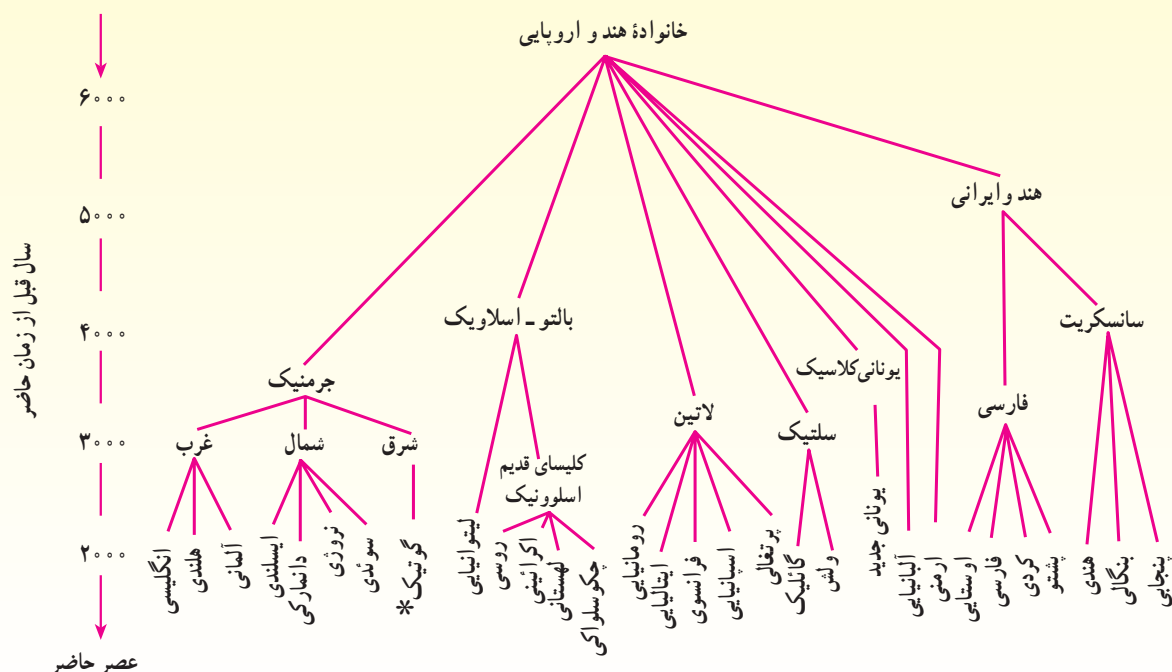 خانوادهٔ هند و اروپایی
۶۰۰۰
۵۰۰۰
۴۰۰۰
۳۰۰۰
۲۰۰۰
عصر حاضر
سال قبل از زمان حاضر
هند و ایرانی
سانسکریت
پنجابی
بنگالی
هندی
فارسی
پشتو
کردی
فارسی
اوستایی
ارمنی
آلبانیایی
یونانی کلاسیک
یونانی جدید
سلتیک
ولش
گائلیک
لاتین
پرتغالی
اسپانیایی
فرانسوی
ایتالیایی
رومانیایی
بالتو ـ اسلاویک
کلیسای قدیم
اسلوونیک
چکوسلواکی
لهستانی
اکراینی
روسی
لیتوانیایی
جرمنیک
شرق
گوتیک*
شمال
سوئدی
نروژی
دانمارکی
ایسلندی
غرب
آلمانی
هلندی
انگلیسی